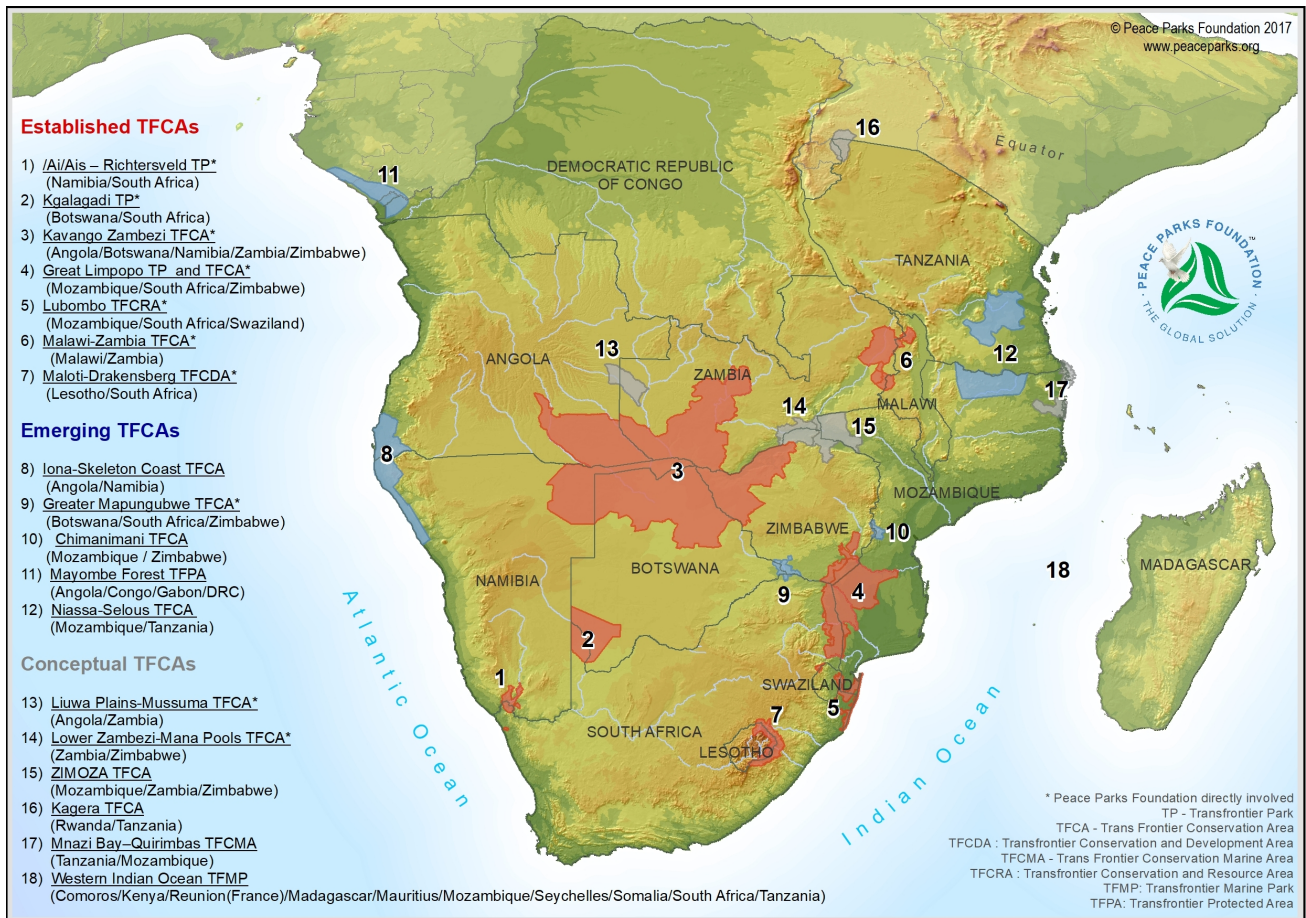 © Peace Parks Foundation 2017
www.peaceparks.org
Established TFCAs
1) /Ai/Ais – Richtersveld TP*
(Namibia/South Africa)
2) Kgalagadi TP*
(Botswana/South Africa)
3) Kavango Zambezi TFCA*
(Angola/Botswana/Namibia/Zambia/Zimbabwe)
4) Great Limpopo TP and TFCA*
(Mozambique/South Africa/Zimbabwe)
5) Lubombo TFCRA*
(Mozambique/South Africa/Swaziland)
6) Malawi-Zambia TFCA*
(Malawi/Zambia)
7) Maloti-Drakensberg TFCDA*
(Lesotho/South Africa)
Emerging TFCAs
8) Iona-Skeleton Coast TFCA
(Angola/Namibia)
9) Greater Mapungubwe TFCA*
(Botswana/South Africa/Zimbabwe)
10) Chimanimani TFCA
(Mozambique / Zimbabwe)
11) Mayombe Forest TFPA
(Angola/Congo/Gabon/DRC)
12) Niassa-Selous TFCA
(Mozambique/Tanzania)
Conceptual TFCAs
13) Liuwa Plains-Mussuma TFCA*
(Angola/Zambia)
14) Lower Zambezi-Mana Pools TFCA*
(Zambia/Zimbabwe)
15) ZIMOZA TFCA
(Mozambique/Zambia/Zimbabwe)
16) Kagera TFCA
(Rwanda/Tanzania)
17) Mnazi Bay–Quirimbas TFCMA
(Tanzania/Mozambique)
18) Western Indian Ocean TFMP
(Comoros/Kenya/Reunion(France)/Madagascar/Mauritius/Mozambique/Seychelles/Somalia/South Africa/Tanzania)
16
Equator
11
DEMOCRATIC REPUBLIC
OF CONGO
TANZANIA
PEACE PARKS FOUNDATION™
· THE GLOBAL SOLUTION ·
13
ANGOLA
ZAMBIA
6
12
17
14
MALAWI
15
8
3
MOZAMBIQUE
ZIMBABWE
10
MADAGASCAR
18
NAMIBIA
BOTSWANA
9
4
2
1
SWAZILAND
5
7
SOUTH AFRICA
LESOTHO
Atlantic Ocean
Indian Ocean
* Peace Parks Foundation directly involved
TP - Transfrontier Park
TFCA - Trans Frontier Conservation Area
TFCDA : Transfrontier Conservation and Development Area
TFCMA - Trans Frontier Conservation Marine Area
TFCRA : Transfrontier Conservation and Resource Area
TFMP: Transfrontier Marine Park
TFPA: Transfrontier Protected Area